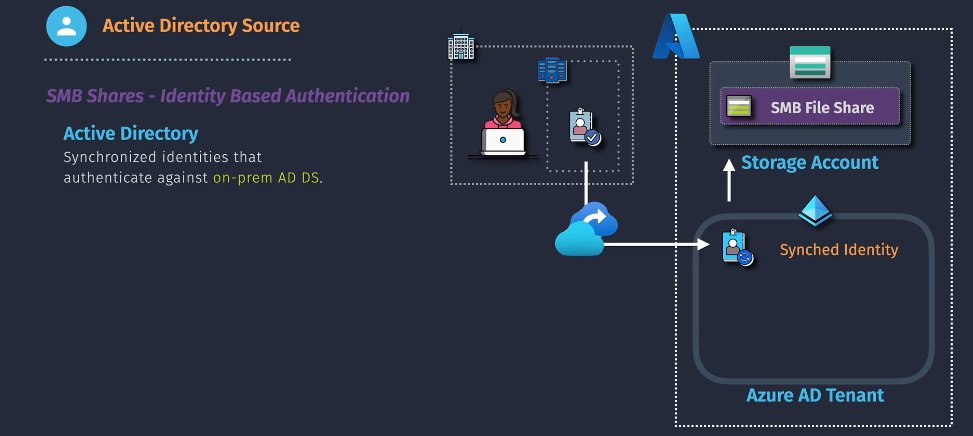 Active Directory Source
SMB Shares - Identity Based Authentication
Active Directory
Synchronized identities that
authenticate against on-prem AD DS.
SMB File Share
Storage Account
Synched Identity
Azure AD Tenant